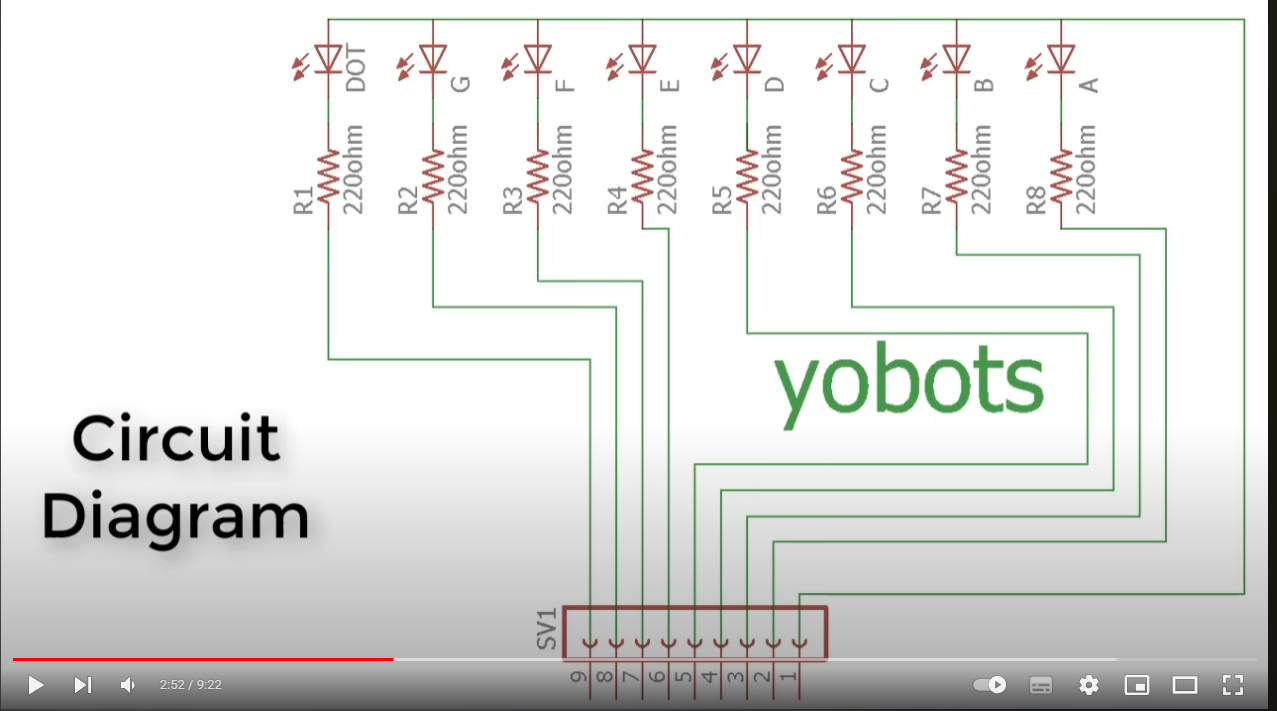 DOT
G
F
E
D
C
B
A
R1
220ohm
R2
220ohm
R3
220ohm
R4
220ohm
R5
220ohm
R6
220ohm
R7
220ohm
R8
220ohm
yobots
Circuit
Diagram
SV1
9 8 7 6 5 4 3 2 1
2:52 / 9:22